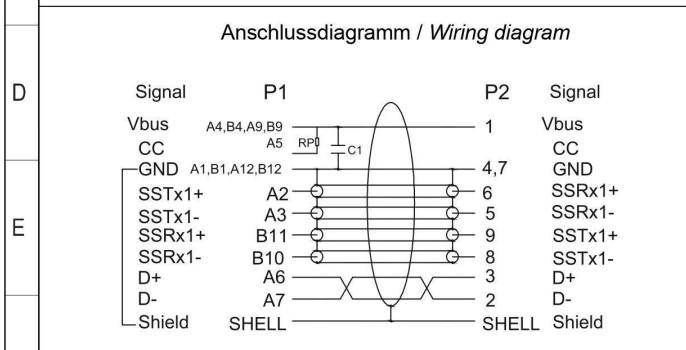 Anschlussdiagramm / Wiring diagram
D
Signal P1 P2 Signal
Vbus A4,B4,A9,B9 1 Vbus
CC A5 RP C1 CC
GND A1,B1,A12,B12 4,7 GND
SSTx1+ A2 6 SSRx1+
SSTx1- A3 5 SSRx1-
E
SSRx1+ B11 9 SSTx1+
SSRx1- B10 8 SSTx1-
D+ A6 3 D+
D- A7 2 D-
Shield SHELL SHELL Shield